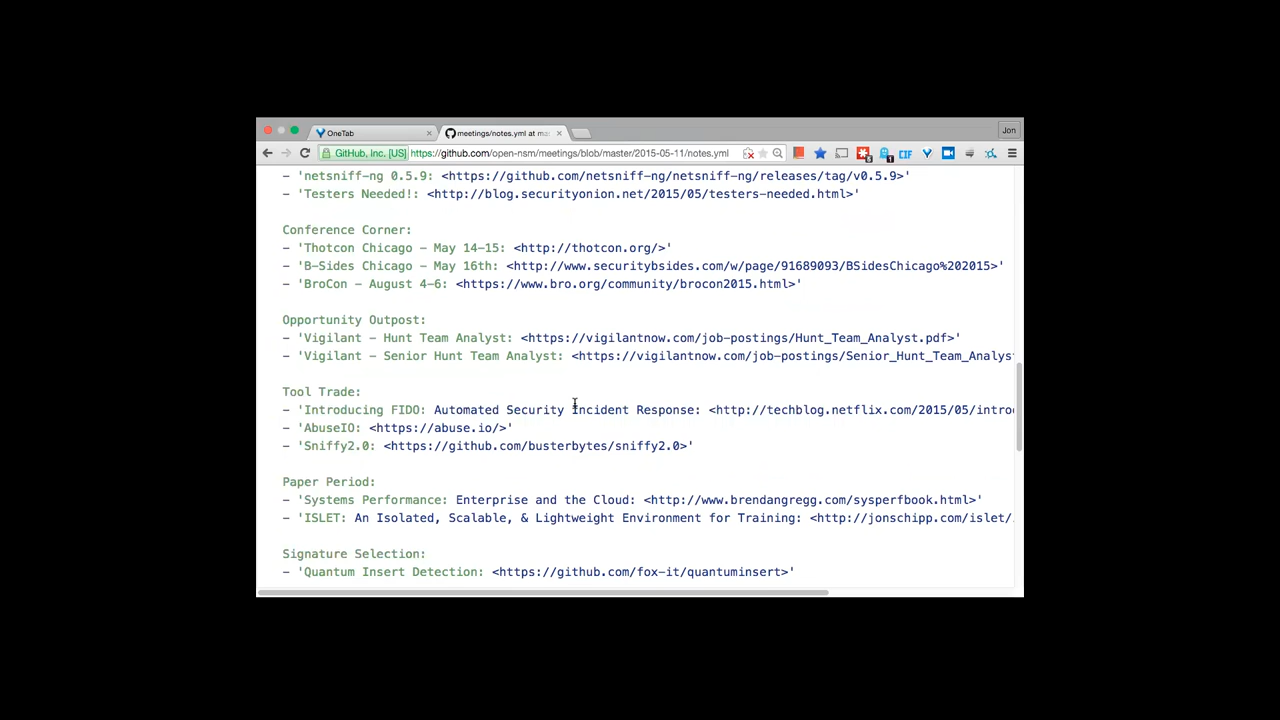 OneTab
meetings/notes.yml at mas
Jon
GitHub, Inc. [US] https://github.com/open-nsm/meetings/blob/master/2015-05-11/notes.yml
CIF
- 'netsniff-ng 0.5.9: <https://github.com/netsniff-ng/netsniff-ng/releases/tag/v0.5.9>'
- 'Testers Needed!: <http://blog.securityonion.net/2015/05/testers-needed.html>'
Conference Corner:
- 'Thotcon Chicago - May 14-15: <http://thotcon.org/>'
- 'B-Sides Chicago - May 16th: <http://www.securitybsides.com/w/page/91689093/BSidesChicago%202015>'
- 'BroCon - August 4-6: <https://www.bro.org/community/brocon2015.html>'
Opportunity Outpost:
- 'Vigilant - Hunt Team Analyst: <https://vigilantnow.com/job-postings/Hunt_Team_Analyst.pdf>'
- 'Vigilant - Senior Hunt Team Analyst: <https://vigilantnow.com/job-postings/Senior_Hunt_Team_Analyst
Tool Trade:
- 'Introducing FIDO: Automated Security Incident Response: <http://techblog.netflix.com/2015/05/intro
- 'AbuseIO: <https://abuse.io/>'
- 'Sniffy2.0: <https://github.com/busterbytes/sniffy2.0>'
Paper Period:
- 'Systems Performance: Enterprise and the Cloud: <http://www.brendangregg.com/sysperfbook.html>'
- 'ISLET: An Isolated, Scalable, & Lightweight Environment for Training: <http://jonschipp.com/islet/
Signature Selection:
- 'Quantum Insert Detection: <https://github.com/fox-it/quantuminsert>'